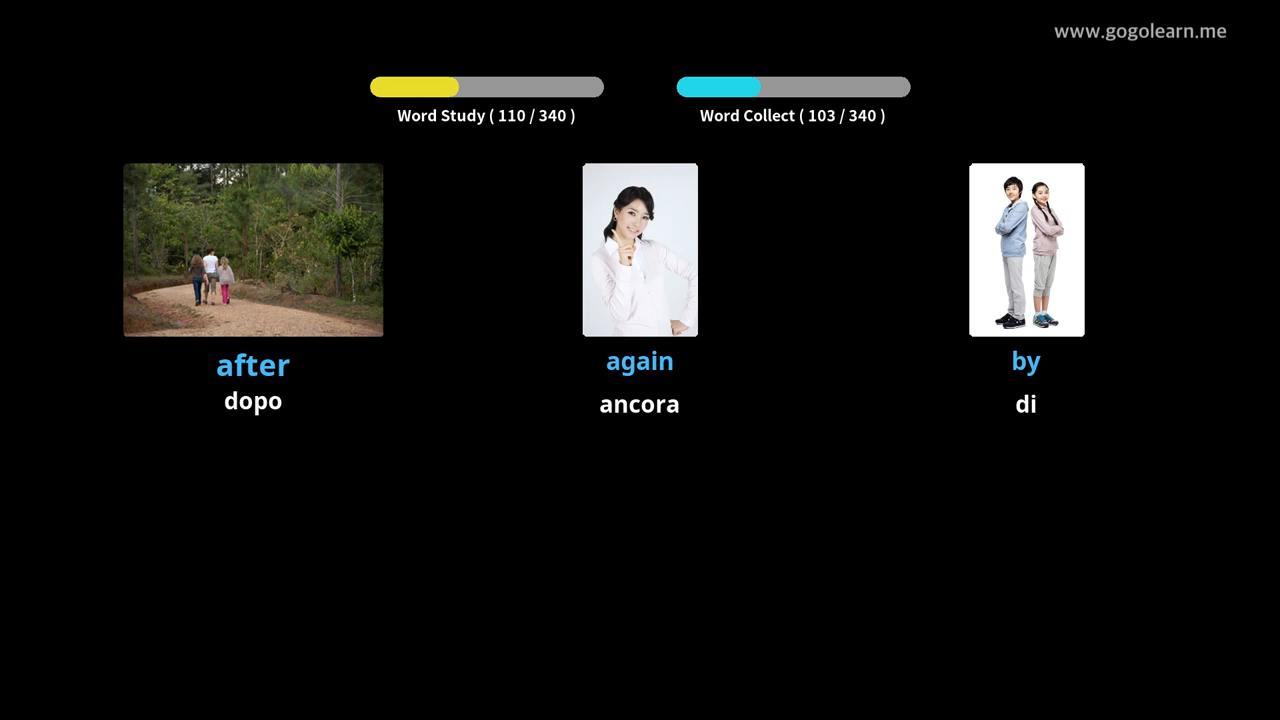 www.gogolearn.me
Word Study ( 110 / 340 )
Word Collect ( 103 / 340 )
after
dopo
again
ancora
by
di